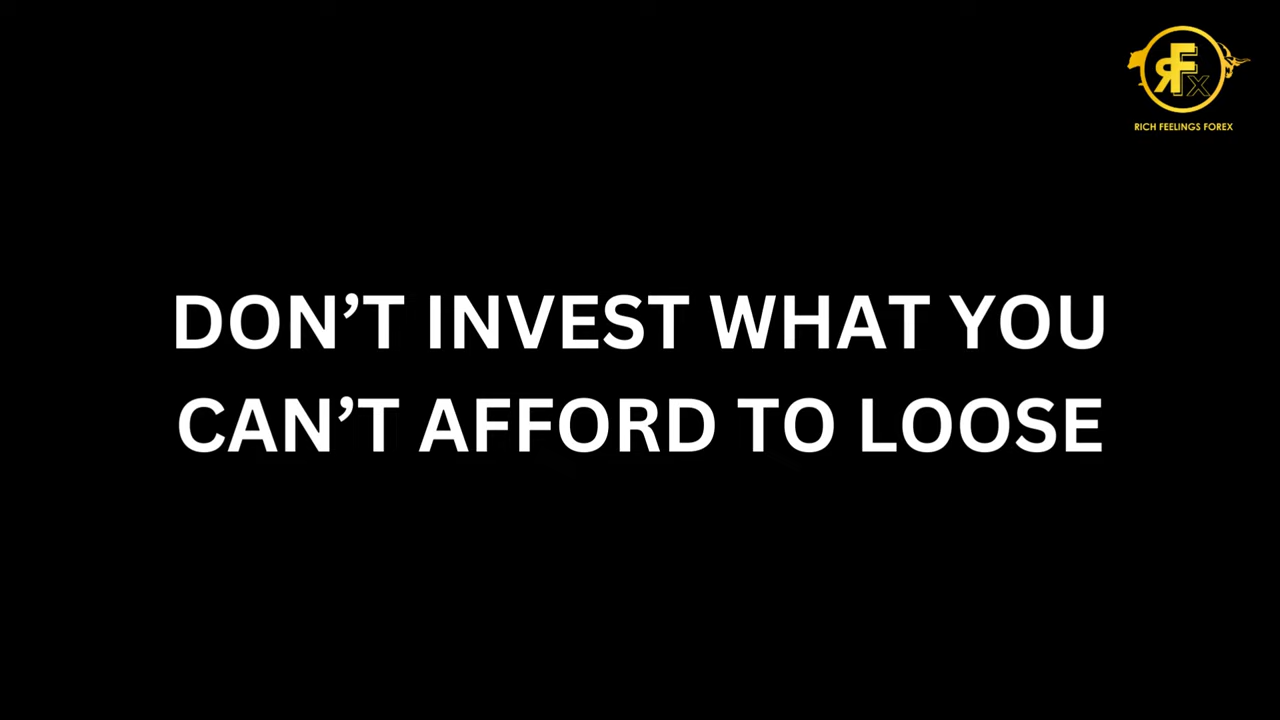 RFx
RICH FEELINGS FOREX
DON’T INVEST WHAT YOU
CAN’T AFFORD TO LOOSE